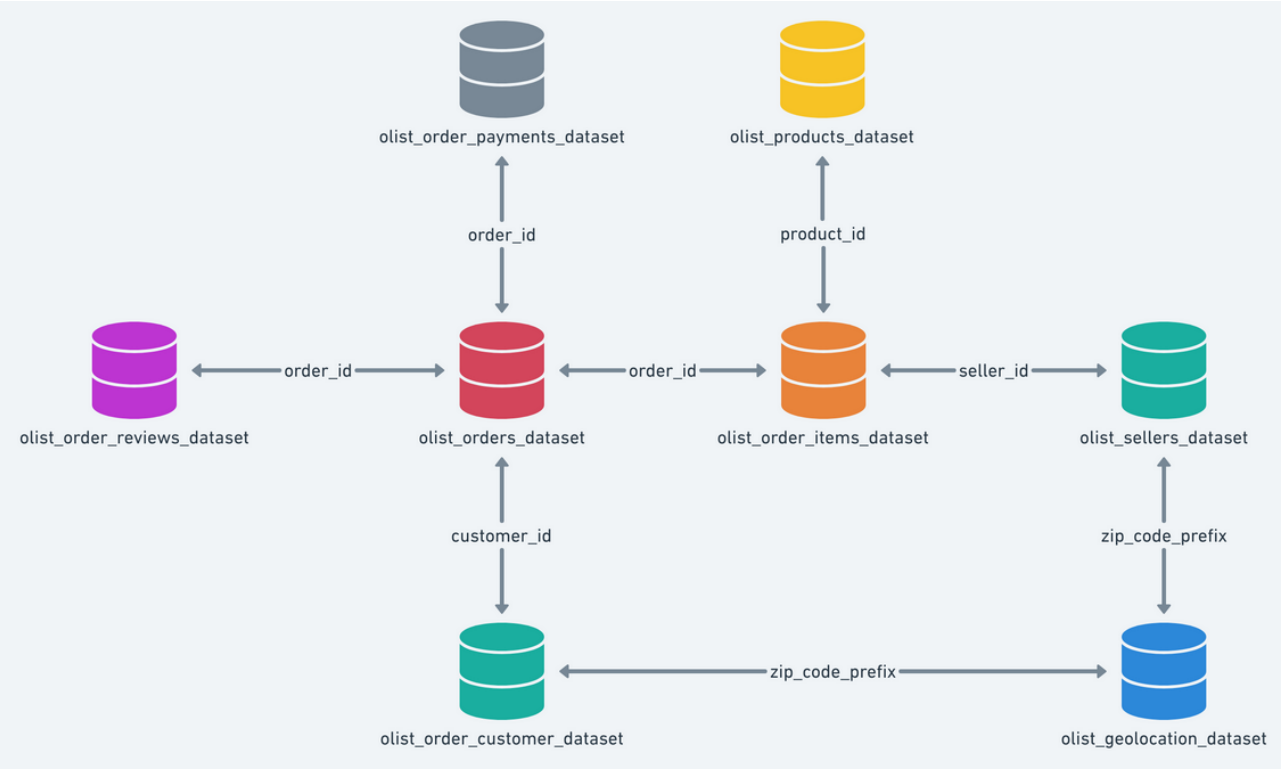 olist_order_payments_dataset
olist_products_dataset
order_id
product_id
order_id
order_id
seller_id
olist_order_reviews_dataset
olist_orders_dataset
olist_order_items_dataset
olist_sellers_dataset
customer_id
zip_code_prefix
zip_code_prefix
olist_order_customer_dataset
olist_geolocation_dataset